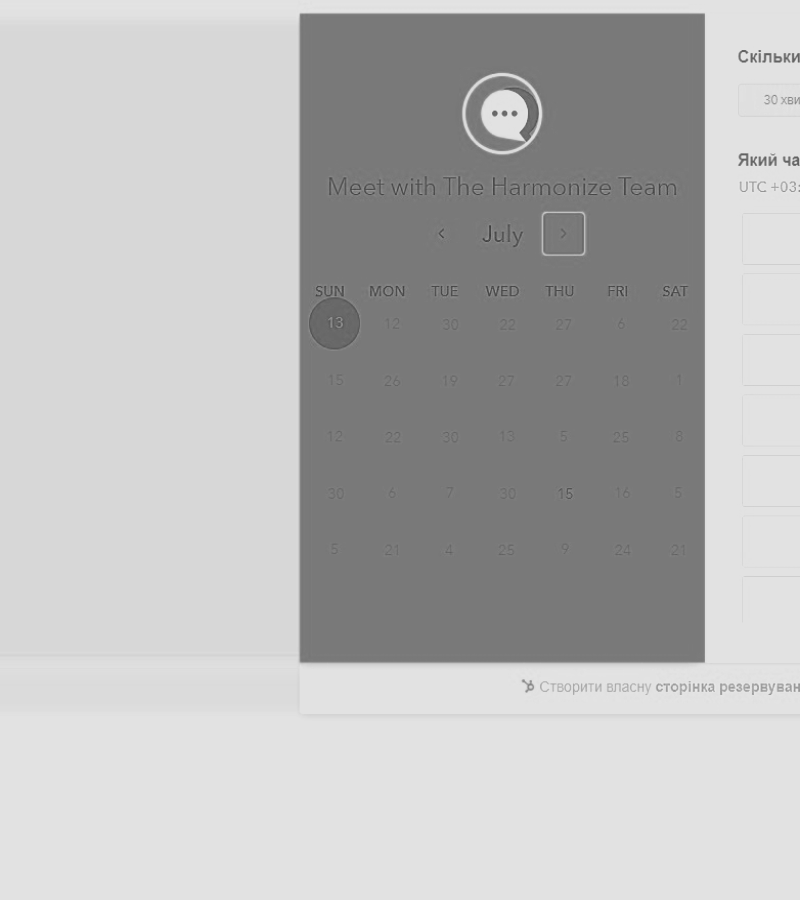 Meet with The Harmonize Team
July
SUN MON TUE WED THU FRI SAT
13 12 30 22 27 6 22
15 26 19 27 27 18 1
12 22 30 13 5 25 8
30 6 7 30 15 16 5
5 21 4 25 9 24 21
Скільки
30 хви
Який ча
UTC +03:
Створити власну сторінка резервуван